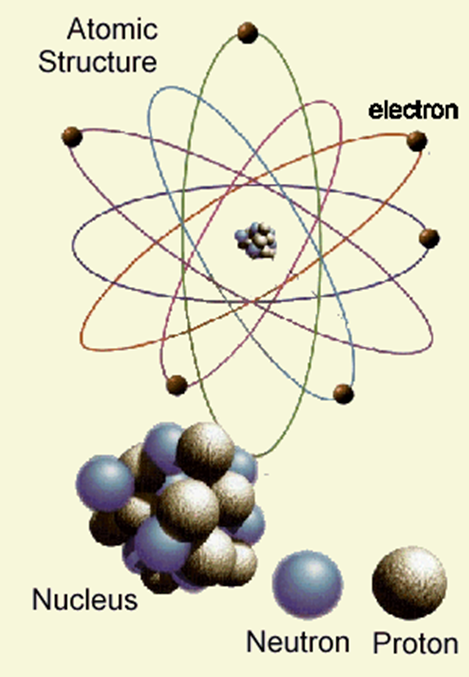 Atomic
Structure
electron
Nucleus
Neutron
Proton